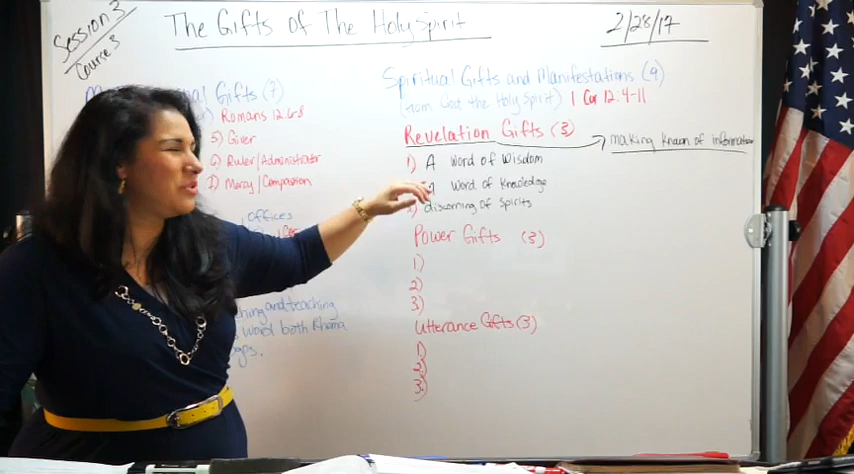 Session 3
Course 3
The Gifts of The Holy Spirit
2/28/17
Gifts (7)
Romans 12:6-8
5) Giver
6) Ruler/Administrator
7) Mercy/Compassion
Offices
ching and teaching
word both Rhema
Spiritual Gifts and Manifestations (9)
(from God the Holy Spirit) 1 Cor 12:4-11
Revelation Gifts (3)
making known of information
1) A word of Wisdom
word of Knowledge
discerning of Spirits
Power Gifts (3)
1)
2)
3)
Utterance Gifts (3)
1)
2)
3)